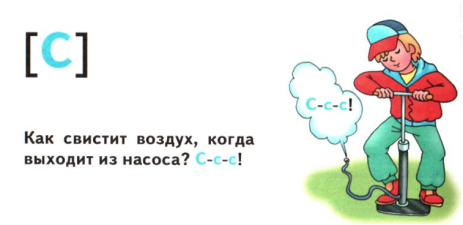 [С]
С-с-с!
Как свистит воздух, когда
выходит из насоса? С-с-с!